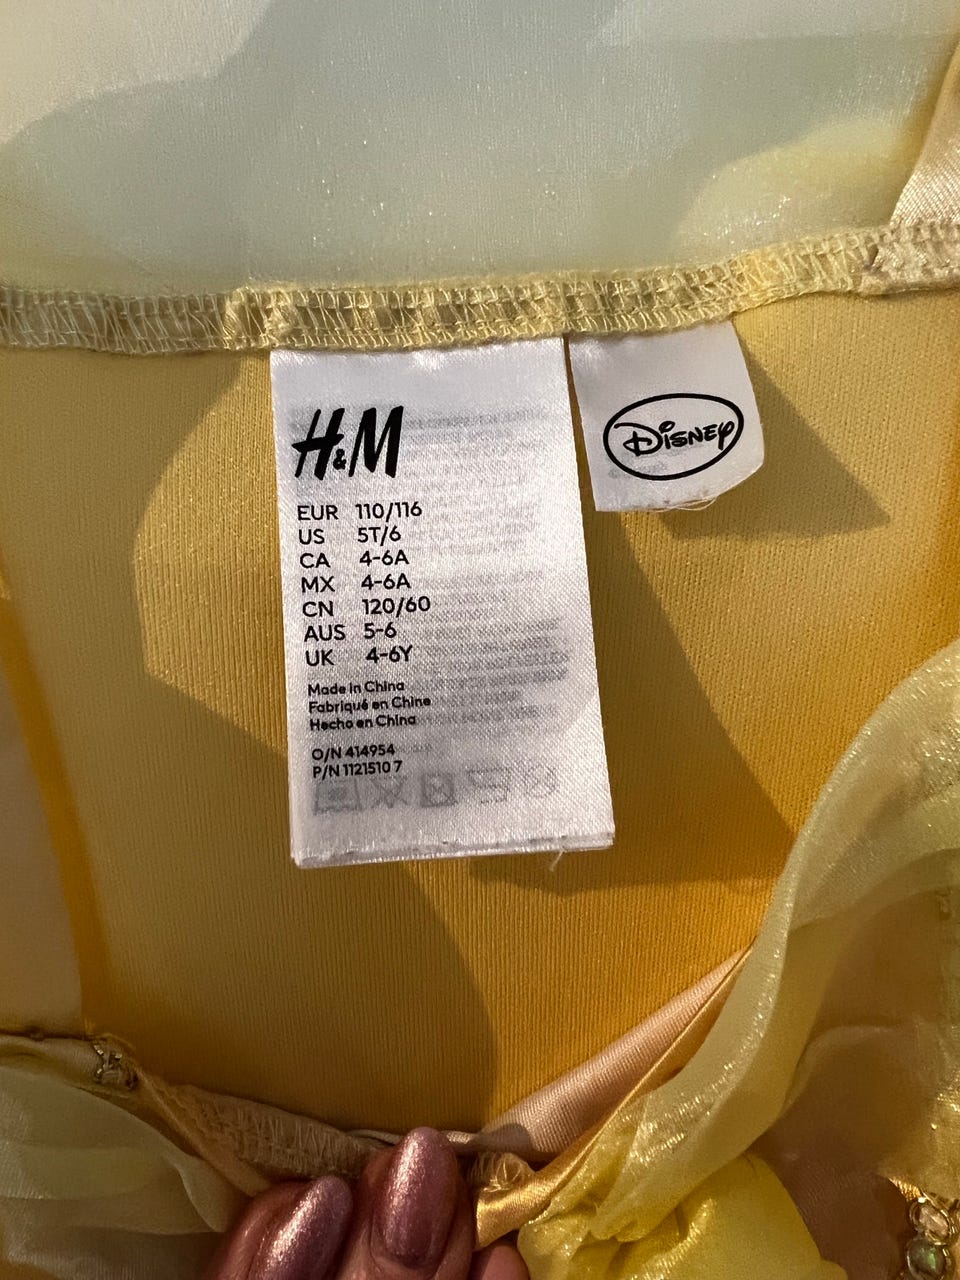 H&M
EUR 110/116
US 5T/6
CA 4-6A
MX 4-6A
CN 120/60
AUS 5-6
UK 4-6Y
Made in China
Fabriqué en Chine
Hecho en China
O/N 414954
P/N 1121510 7
Disney